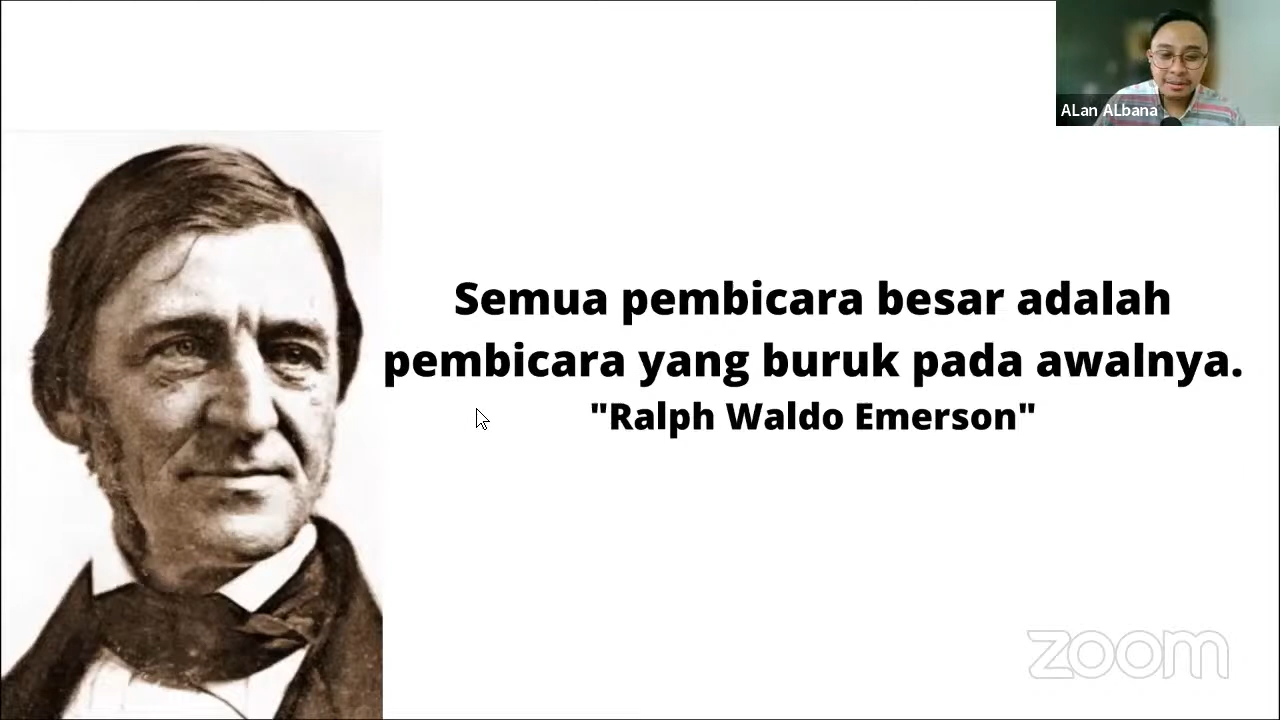 ALan ALbana
Semua pembicara besar adalah
pembicara yang buruk pada awalnya.
"Ralph Waldo Emerson"
zoom